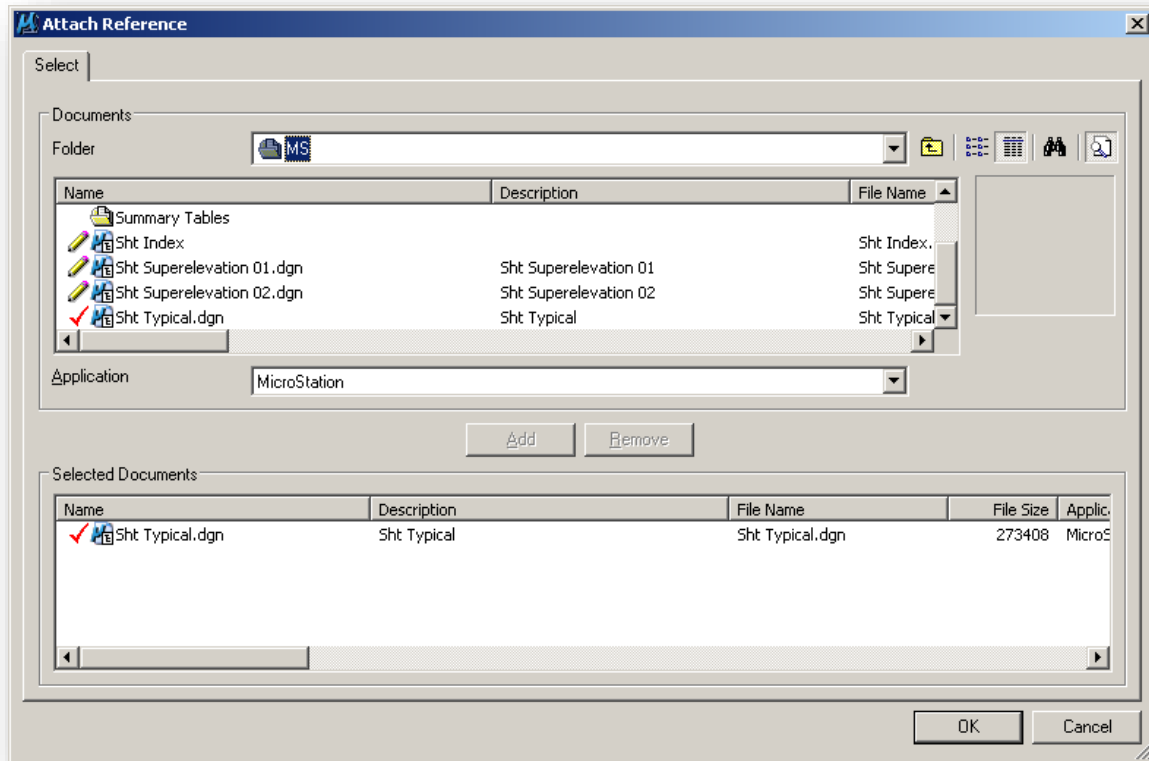 Attach Reference
Select
Documents
Folder MS
Name Description File Name
Summary Tables
Sht Index Sht Index.
Sht Superelevation 01.dgn Sht Superelevation 01 Sht Supere
Sht Superelevation 02.dgn Sht Superelevation 02 Sht Supere
Sht Typical.dgn Sht Typical Sht Typical
Application MicroStation
Add Remove
Selected Documents
Name Description File Name File Size Applic
Sht Typical.dgn Sht Typical Sht Typical.dgn 273408 MicroS
OK Cancel